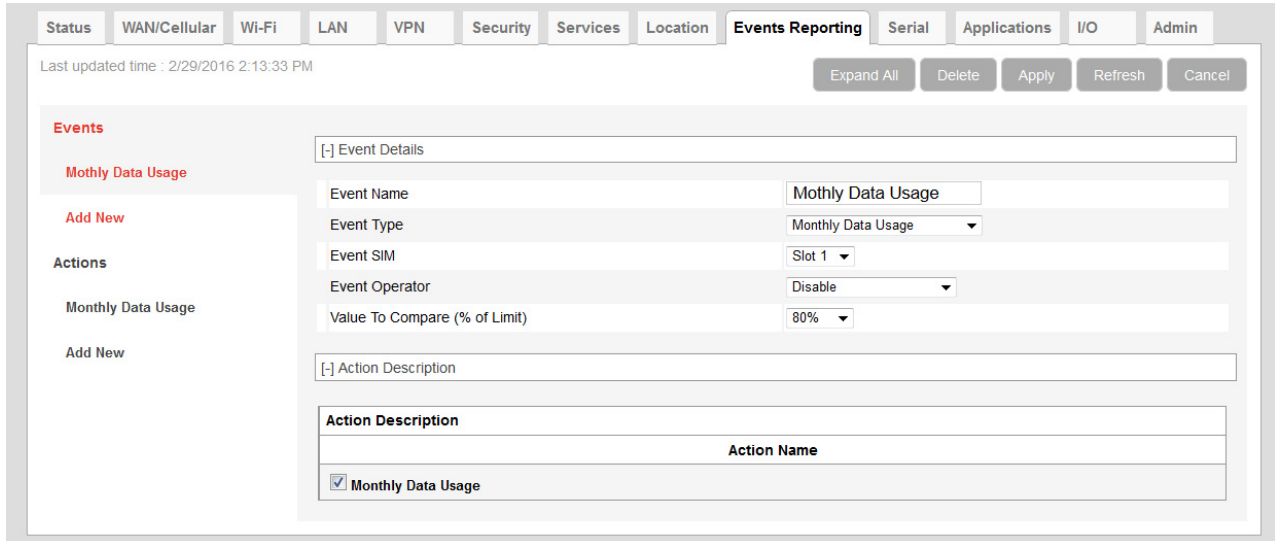 Status WAN/Cellular Wi-Fi LAN VPN Security Services Location Events Reporting Serial Applications I/O Admin
Last updated time : 2/29/2016 2:13:33 PM
Expand All Delete Apply Refresh Cancel
Events
Mothly Data Usage
Add New
Actions
Monthly Data Usage
Add New
[-] Event Details
Event Name Mothly Data Usage
Event Type Monthly Data Usage
Event SIM Slot 1
Event Operator Disable
Value To Compare (% of Limit) 80%
[-] Action Description
Action Description
Action Name
Monthly Data Usage